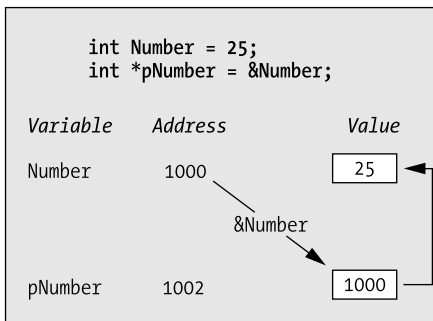 int Number = 25;
int *pNumber = &Number;
Variable Address Value
Number 1000 25
&Number
pNumber 1002 1000